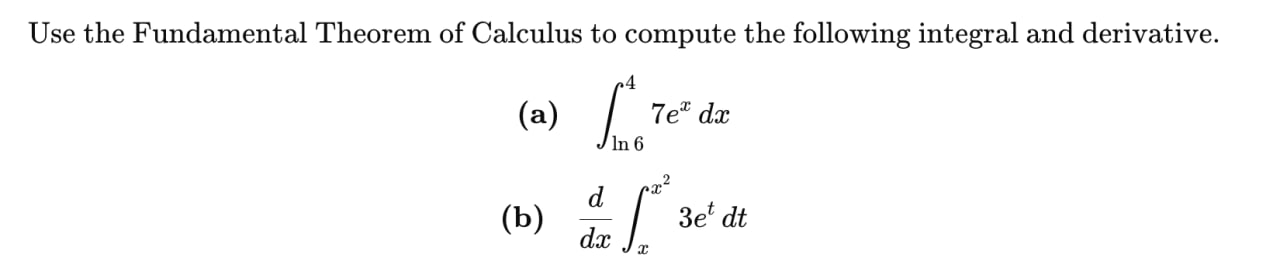 Use the Fundamental Theorem of Calculus to compute the following integral and derivative.
(a) ∫_{ln 6}^{4} 7e^x dx
(b) d/dx ∫_{x}^{x^2} 3e^t dt